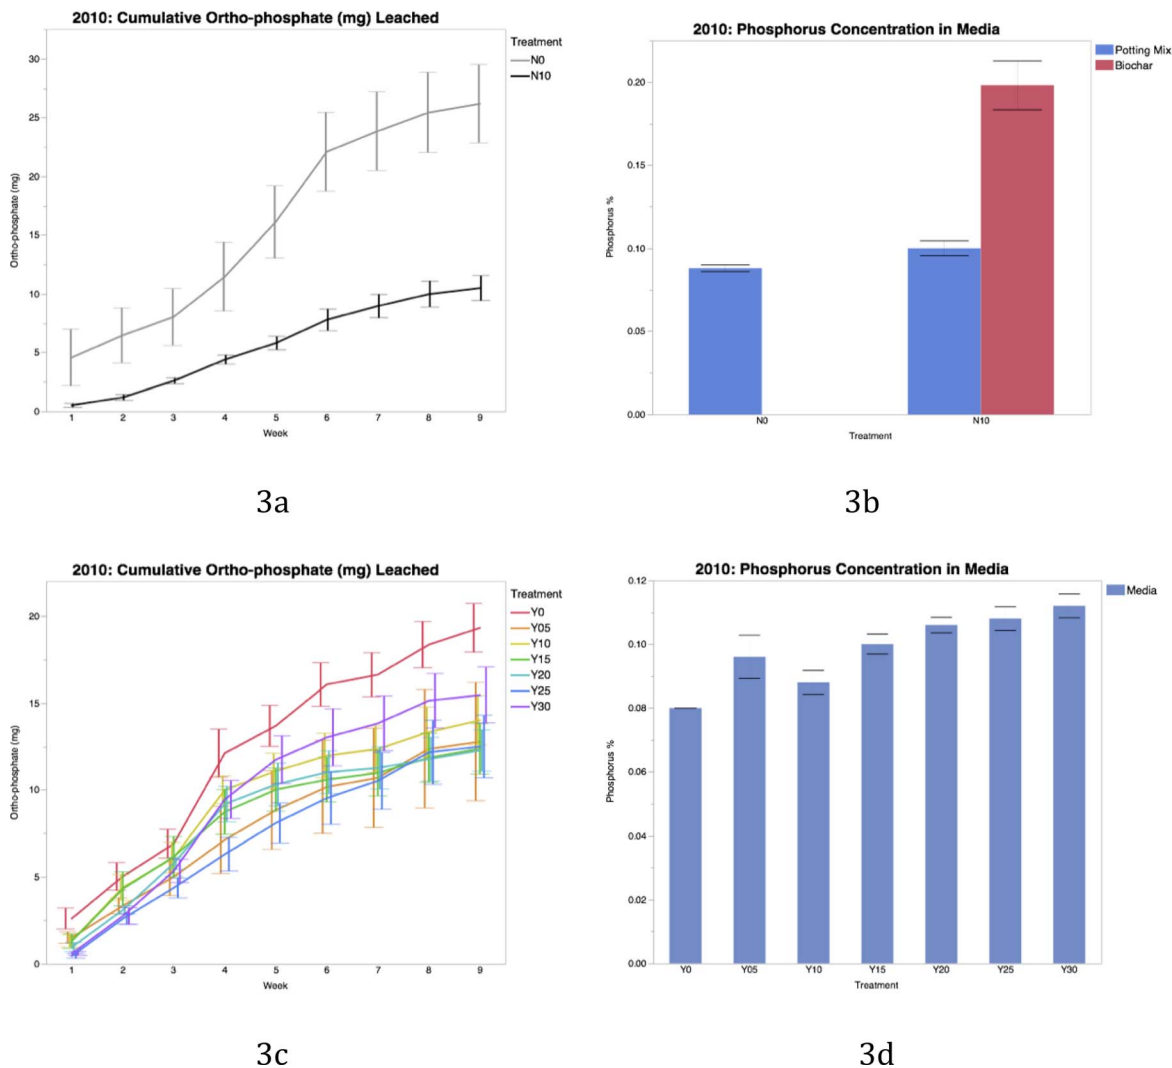 2010: Cumulative Ortho-phosphate (mg) Leached
Treatment
N0
N10
Ortho-phosphate (mg)
30
25
20
15
10
5
0
1 2 3 4 5 6 7 8 9
Week
3a
2010: Phosphorus Concentration in Media
Potting Mix
Biochar
Phosphorus %
0.20
0.15
0.10
0.05
0.00
N0 N10
Treatment
3b
2010: Cumulative Ortho-phosphate (mg) Leached
Treatment
Y0
Y05
Y10
Y15
Y20
Y25
Y30
Ortho-phosphate (mg)
20
15
10
5
0
1 2 3 4 5 6 7 8 9
Week
3c
2010: Phosphorus Concentration in Media
Media
Phosphorus %
0.12
0.10
0.08
0.06
0.04
0.02
0.00
Y0 Y05 Y10 Y15 Y20 Y25 Y30
Treatment
3d